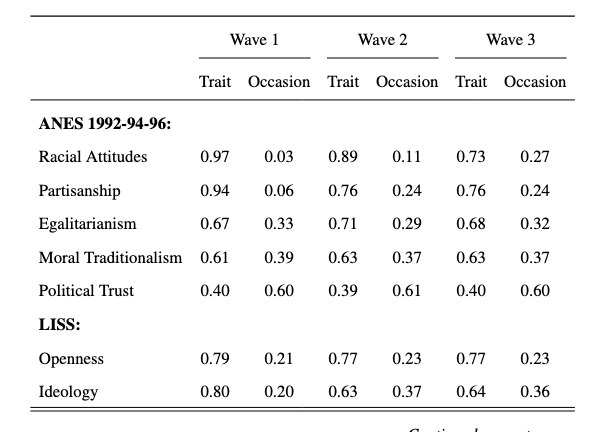 Wave 1 Wave 2 Wave 3
Trait Occasion Trait Occasion Trait Occasion
ANES 1992-94-96:
Racial Attitudes 0.97 0.03 0.89 0.11 0.73 0.27
Partisanship 0.94 0.06 0.76 0.24 0.76 0.24
Egalitarianism 0.67 0.33 0.71 0.29 0.68 0.32
Moral Traditionalism 0.61 0.39 0.63 0.37 0.63 0.37
Political Trust 0.40 0.60 0.39 0.61 0.40 0.60
LISS:
Openness 0.79 0.21 0.77 0.23 0.77 0.23
Ideology 0.80 0.20 0.63 0.37 0.64 0.36